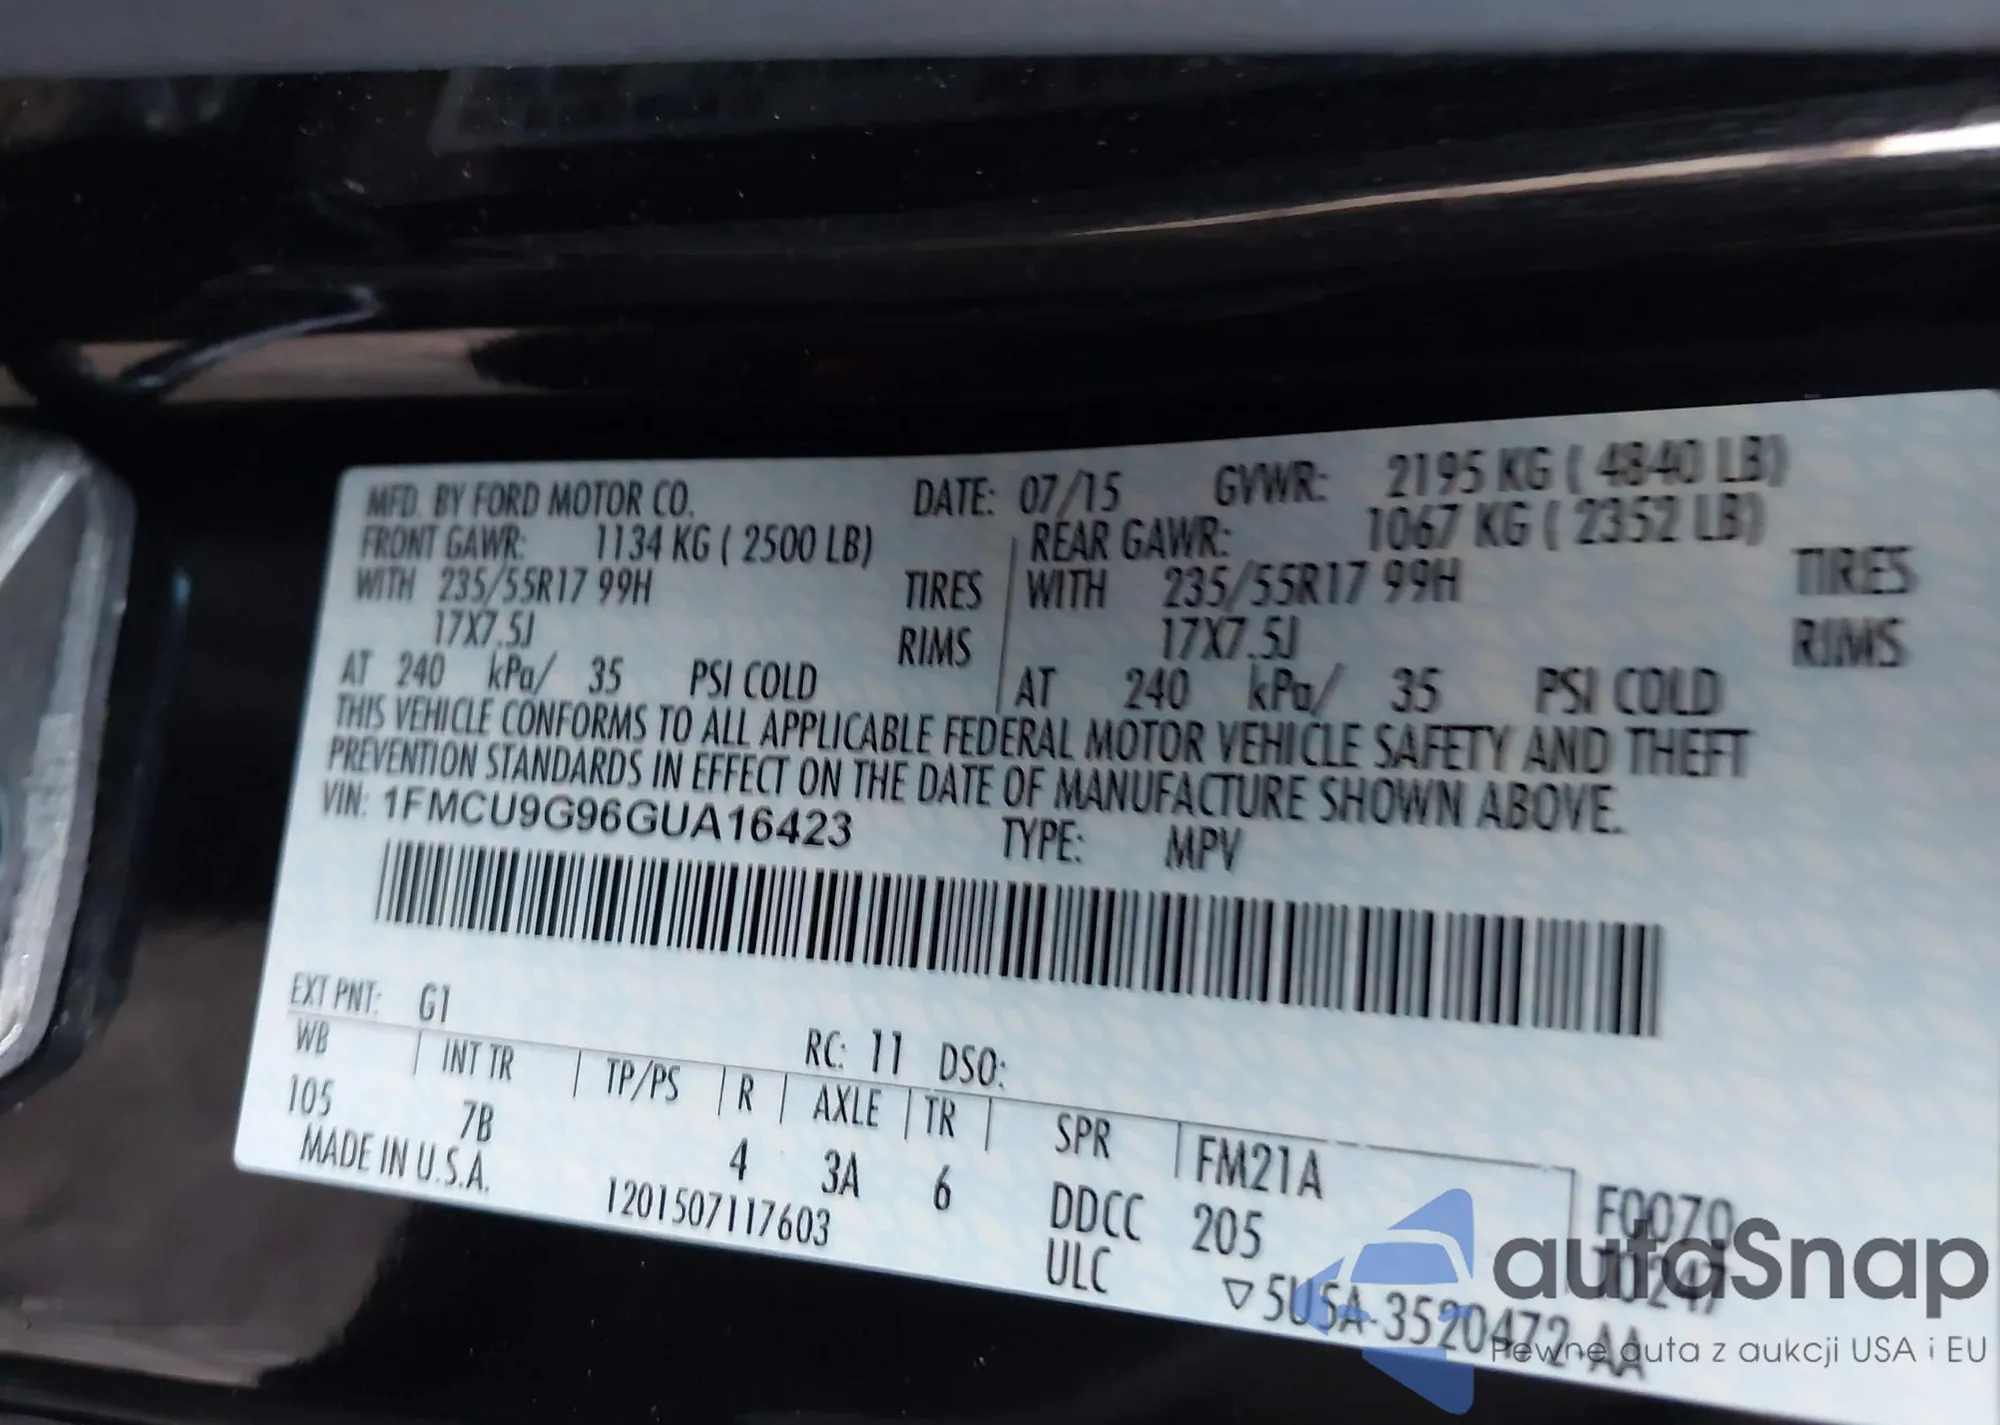 MFD. BY FORD MOTOR CO. DATE: 07/15 GVWR: 2195 KG ( 4840 LB)
FRONT GAWR: 1134 KG ( 2500 LB) REAR GAWR: 1067 KG ( 2352 LB)
WITH 235/55R17 99H TIRES WITH 235/55R17 99H TIRES
17X7.5J RIMS 17X7.5J RIMS
AT 240 kPa/ 35 PSI COLD AT 240 kPa/ 35 PSI COLD
THIS VEHICLE CONFORMS TO ALL APPLICABLE FEDERAL MOTOR VEHICLE SAFETY AND THEFT
PREVENTION STANDARDS IN EFFECT ON THE DATE OF MANUFACTURE SHOWN ABOVE.
VIN: 1FMCU9G96GUA16423 TYPE: MPV
EXT PNT: G1 RC: 11 DSO:
WB INT TR TP/PS R AXLE TR SPR FM21A F0070
105 7B 4 3A 6 DDCC 205 T0247
MADE IN U.S.A. 1201507117603 ULC ▽5U5A-3520472-AA
autoSnap
Pewne auta z aukcji USA i EU